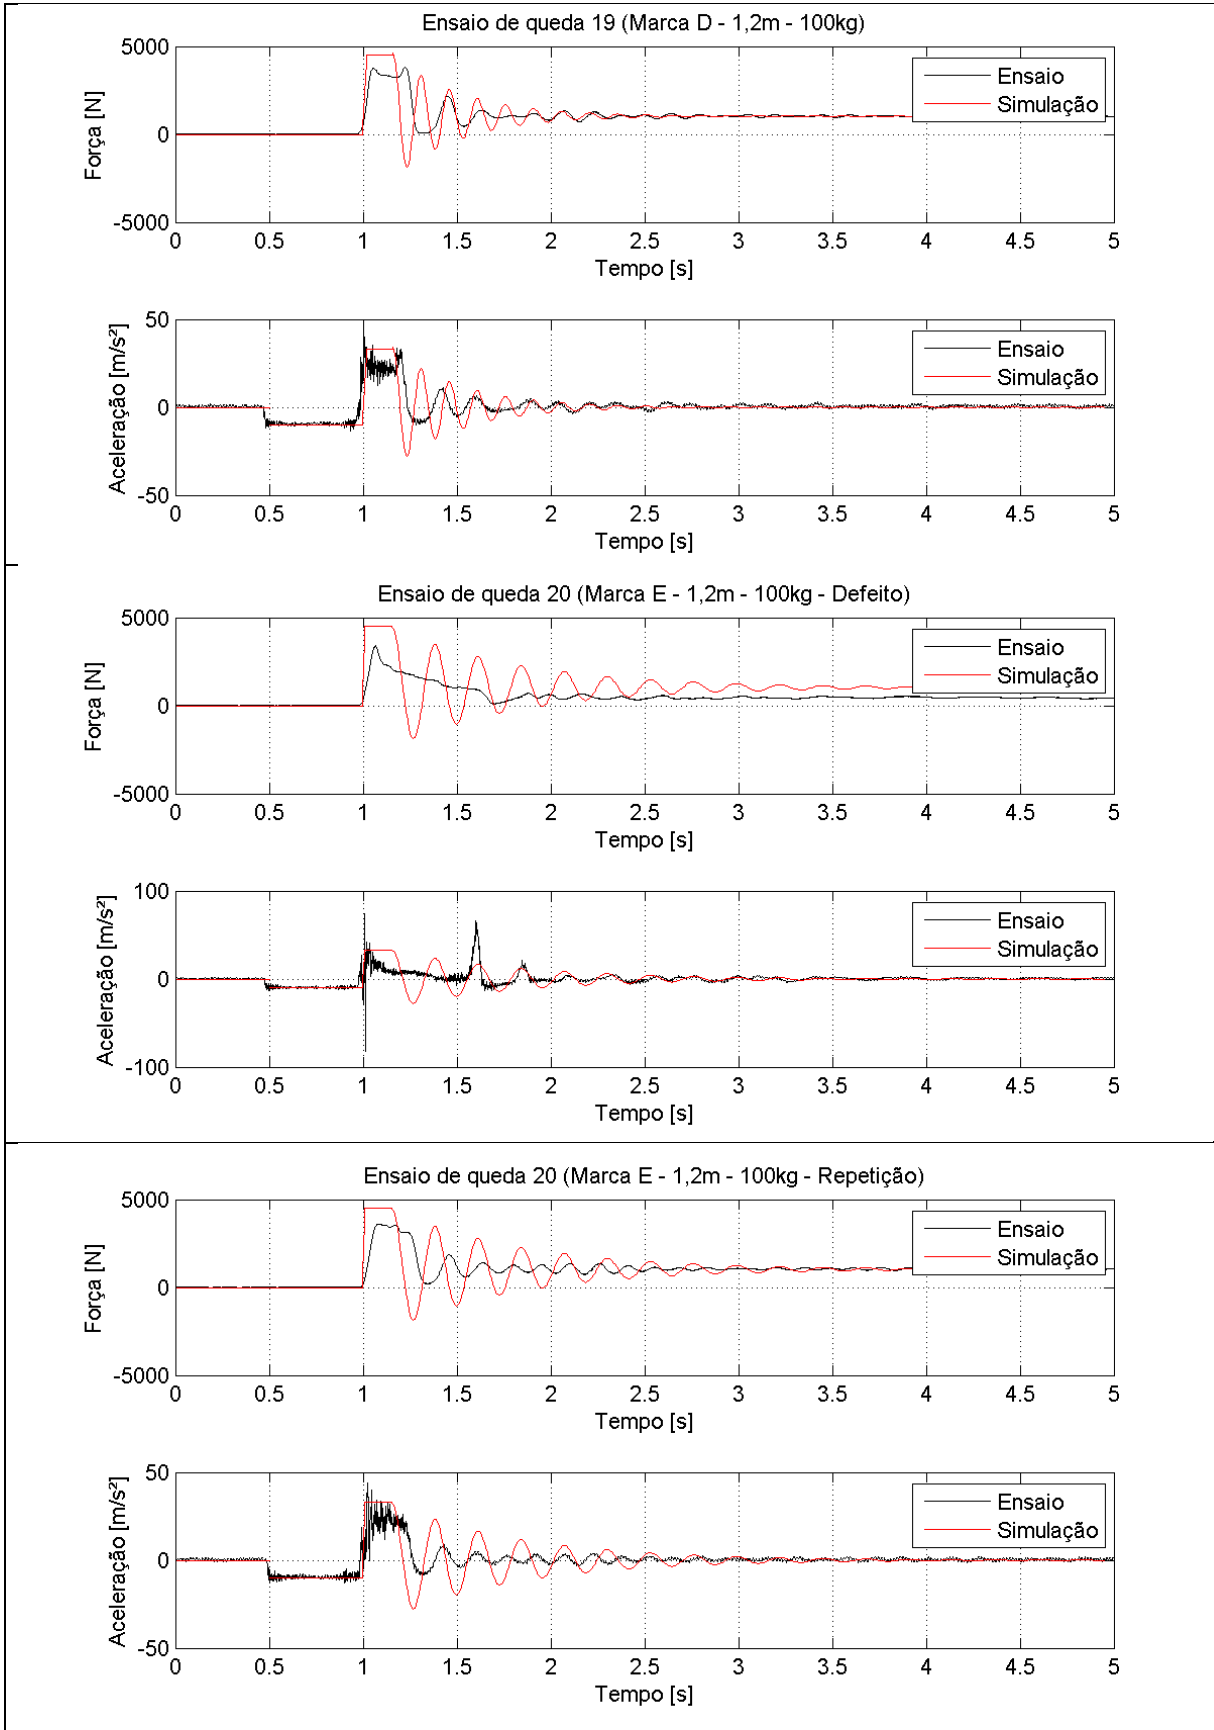 Ensaio de queda 19 (Marca D - 1,2m - 100kg)
5000
0
-5000
Força [N]
Ensaio
Simulação
0 0.5 1 1.5 2 2.5 3 3.5 4 4.5 5
Tempo [s]
50
0
-50
Aceleração [m/s²]
Ensaio
Simulação
0 0.5 1 1.5 2 2.5 3 3.5 4 4.5 5
Tempo [s]
Ensaio de queda 20 (Marca E - 1,2m - 100kg - Defeito)
5000
0
-5000
Força [N]
Ensaio
Simulação
0 0.5 1 1.5 2 2.5 3 3.5 4 4.5 5
Tempo [s]
100
0
-100
Aceleração [m/s²]
Ensaio
Simulação
0 0.5 1 1.5 2 2.5 3 3.5 4 4.5 5
Tempo [s]
Ensaio de queda 20 (Marca E - 1,2m - 100kg - Repetição)
5000
0
-5000
Força [N]
Ensaio
Simulação
0 0.5 1 1.5 2 2.5 3 3.5 4 4.5 5
Tempo [s]
50
0
-50
Aceleração [m/s²]
Ensaio
Simulação
0 0.5 1 1.5 2 2.5 3 3.5 4 4.5 5
Tempo [s]